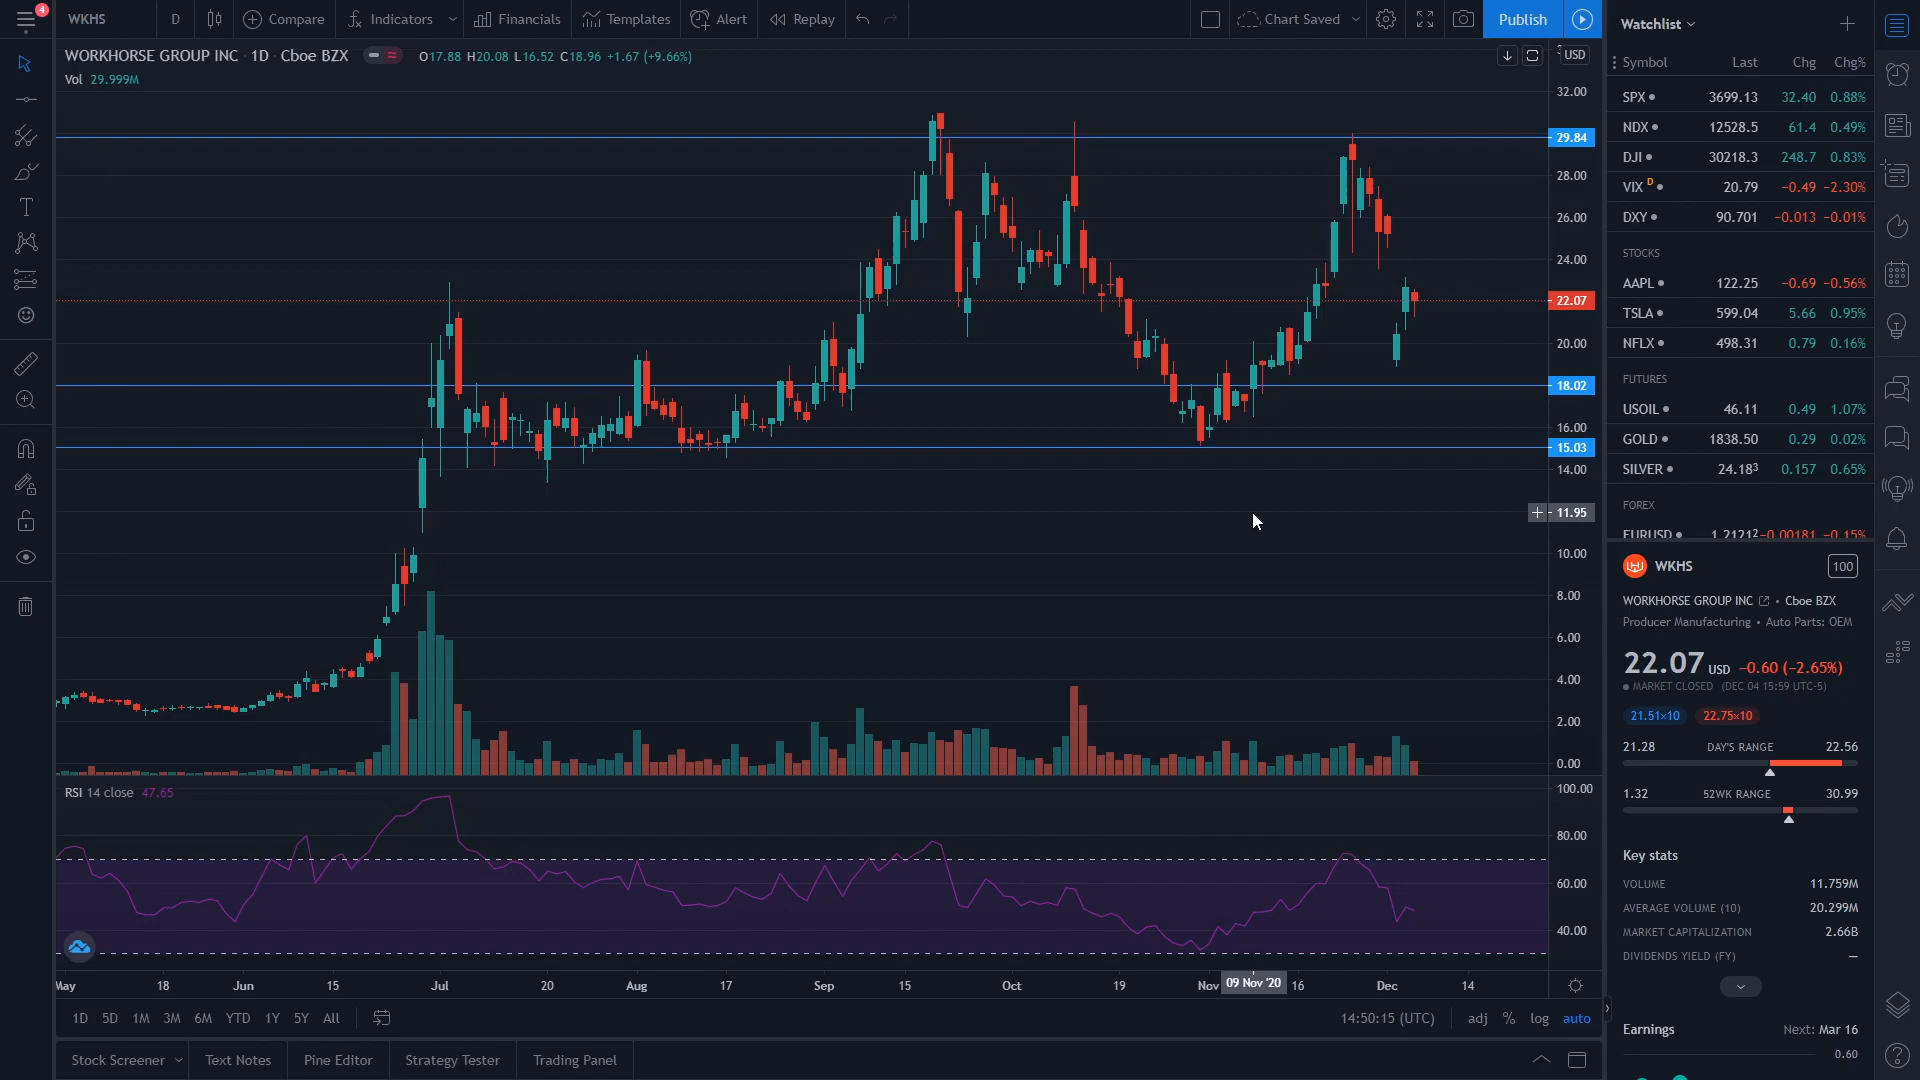 4
WKHS
D
Compare
Indicators
Financials
Templates
Alert
Replay
Chart Saved
Publish
WORKHORSE GROUP INC · 1D · Cboe BZX
O17.88 H20.08 L16.52 C18.96 +1.67 (+9.66%)
Vol 29.999M
USD
32.00
29.84
28.00
26.00
24.00
22.07
20.00
18.02
16.00
15.03
14.00
11.95
10.00
8.00
6.00
4.00
2.00
0.00
RSI 14 close 47.65
100.00
80.00
60.00
40.00
May 18 Jun 15 Jul 20 Aug 17 Sep 15 Oct 19 Nov 09 Nov '20 16 Dec 14
1D 5D 1M 3M 6M YTD 1Y 5Y All
14:50:15 (UTC) adj % log auto
Stock Screener
Text Notes
Pine Editor
Strategy Tester
Trading Panel
Watchlist
Symbol Last Chg Chg%
SPX 3699.13 32.40 0.88%
NDX 12528.5 61.4 0.49%
DJI 30218.3 248.7 0.83%
VIX D 20.79 −0.49 −2.30%
DXY 90.701 −0.013 −0.01%
STOCKS
AAPL 122.25 −0.69 −0.56%
TSLA 599.04 5.66 0.95%
NFLX 498.31 0.79 0.16%
FUTURES
USOIL 46.11 0.49 1.07%
GOLD 1838.50 0.29 0.02%
SILVER 24.18³ 0.157 0.65%
FOREX
EURUSD 1.2121² −0.00181 −0.15%
WKHS
100
WORKHORSE GROUP INC • Cboe BZX
Producer Manufacturing • Auto Parts: OEM
22.07 USD −0.60 (−2.65%)
MARKET CLOSED (DEC 04 15:59 UTC-5)
21.51×10 22.75×10
21.28 DAY'S RANGE 22.56
1.32 52WK RANGE 30.99
Key stats
VOLUME 11.759M
AVERAGE VOLUME (10) 20.299M
MARKET CAPITALIZATION 2.66B
DIVIDENDS YIELD (FY) —
Earnings Next: Mar 16
0.60